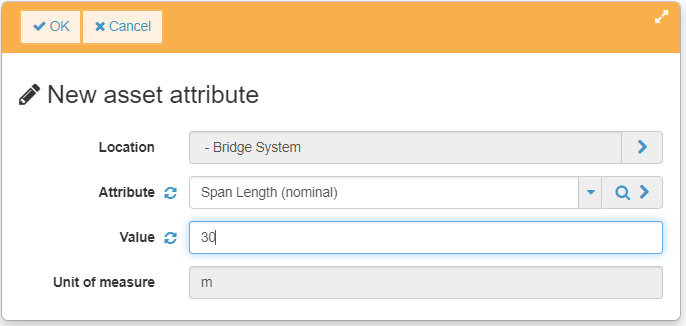 OK Cancel
New asset attribute
Location - Bridge System
Attribute Span Length (nominal)
Value 30
Unit of measure m